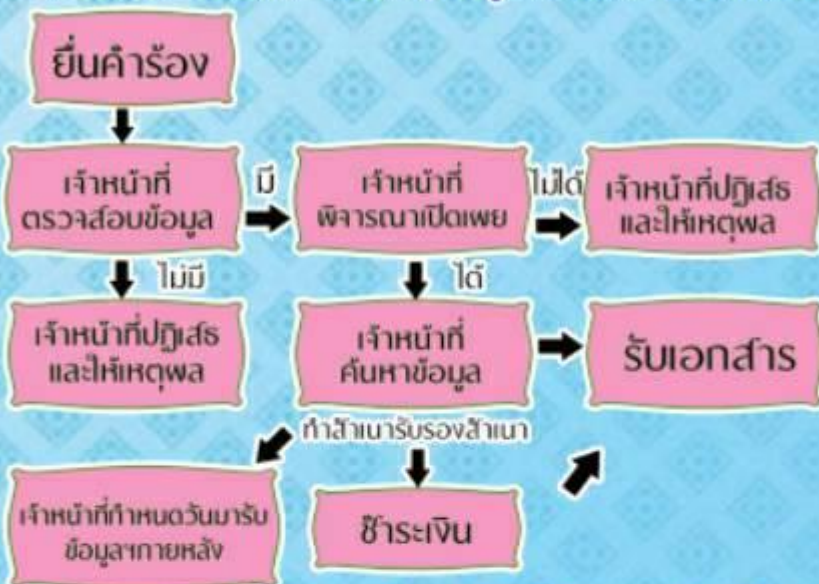 ยื่นคำร้อง
เจ้าหน้าที่
ตรวจสอบข้อมูล
มี
เจ้าหน้าที่
พิจารณาเปิดเผย
ไม่ได้
เจ้าหน้าที่ปฏิเสธ
และให้เหตุผล
ไม่มี
ได้
เจ้าหน้าที่ปฏิเสธ
และให้เหตุผล
เจ้าหน้าที่
ค้นหาข้อมูล
รับเอกสาร
ทำสำเนารับรองสำเนา
เจ้าหน้าที่กำหนดวันมารับ
ข้อมูลฯภายหลัง
ชำระเงิน